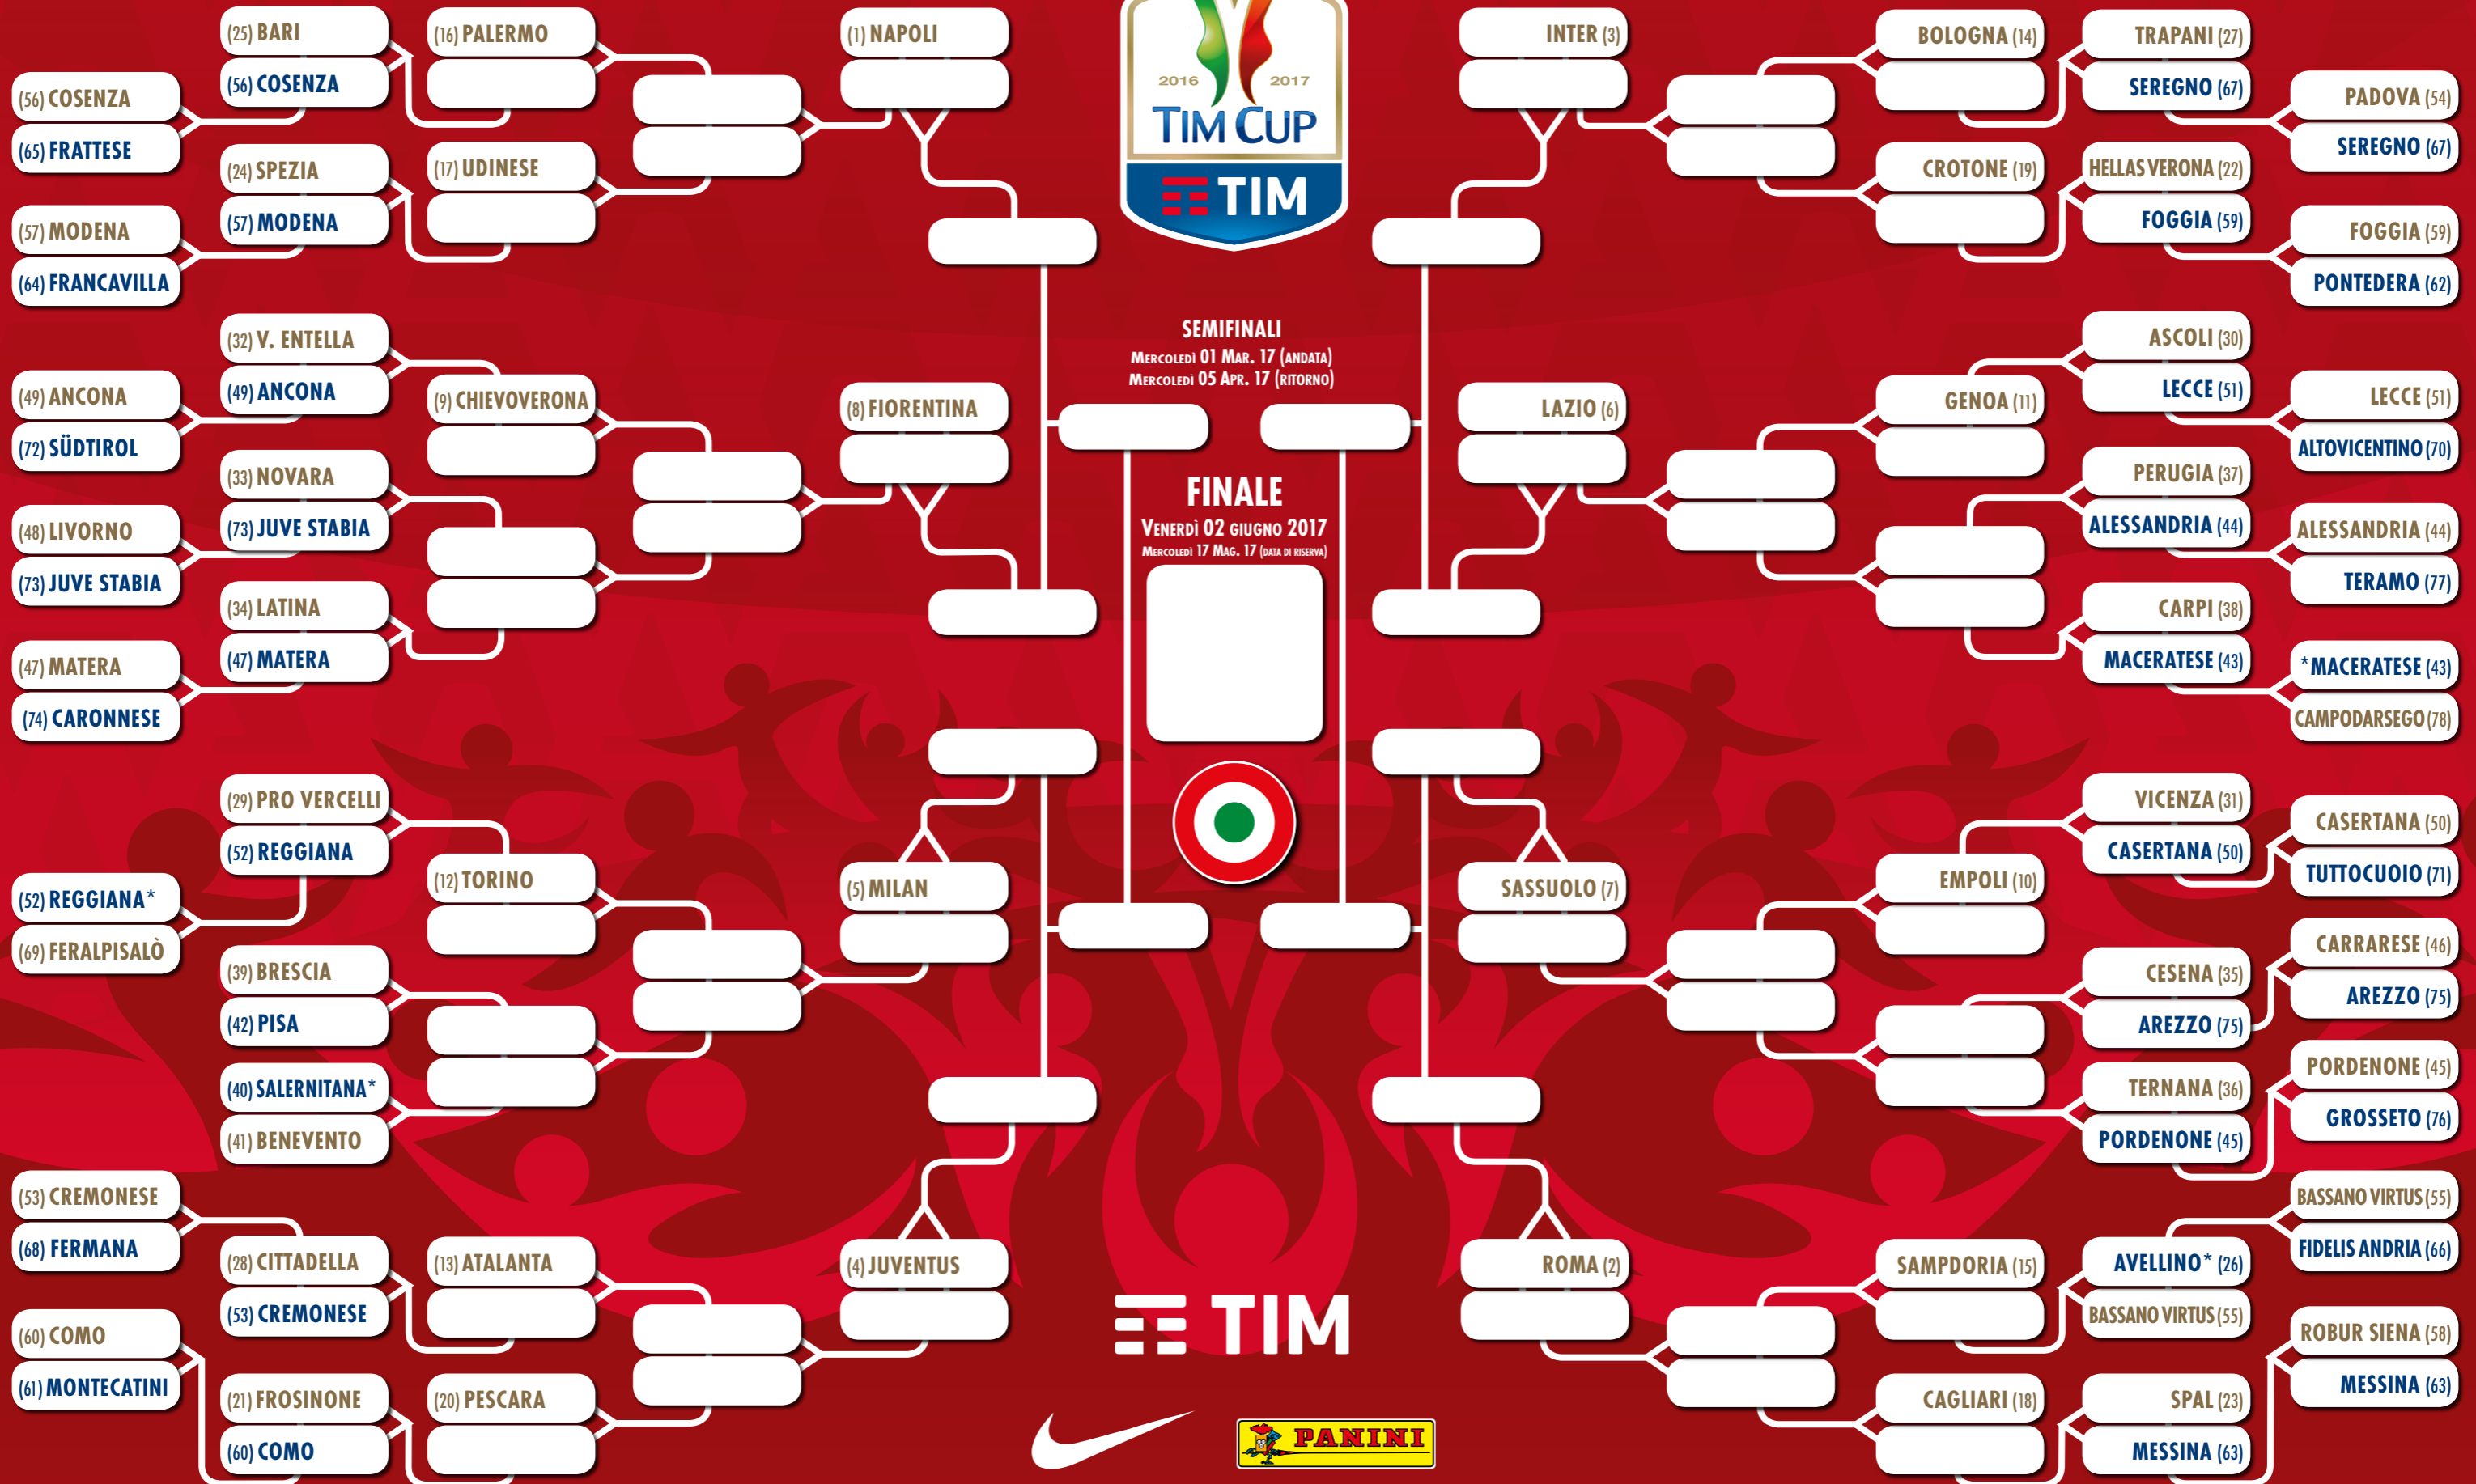 (25) BARI
(56) COSENZA
(56) COSENZA
(65) FRATTESE
(24) SPEZIA
(57) MODENA
(57) MODENA
(64) FRANCAVILLA
(32) V. ENTELLA
(49) ANCONA
(49) ANCONA
(72) SÜDTIROL
(33) NOVARA
(73) JUVE STABIA
(48) LIVORNO
(73) JUVE STABIA
(34) LATINA
(47) MATERA
(47) MATERA
(74) CARONNESE
(29) PRO VERCELLI
(52) REGGIANA
(52) REGGIANA*
(69) FERALPISALÒ
(39) BRESCIA
(42) PISA
(40) SALERNITANA*
(41) BENEVENTO
(53) CREMONESE
(68) FERMANA
(28) CITTADELLA
(53) CREMONESE
(60) COMO
(61) MONTECATINI
(21) FROSINONE
(60) COMO
(16) PALERMO
(17) UDINESE
(9) CHIEVOVERONA
(12) TORINO
(13) ATALANTA
(20) PESCARA
(1) NAPOLI
(8) FIORENTINA
(5) MILAN
(4) JUVENTUS
2016 2017
TIM CUP
TIM
SEMIFINALI
MERCOLEDÌ 01 MAR. 17 (ANDATA)
MERCOLEDÌ 05 APR. 17 (RITORNO)
FINALE
VENERDÌ 02 GIUGNO 2017
MERCOLEDÌ 17 MAG. 17 (DATA DI RISERVA)
TIM
PANINI
INTER (3)
LAZIO (6)
SASSUOLO (7)
ROMA (2)
BOLOGNA (14)
CROTONE (19)
GENOA (11)
EMPOLI (10)
SAMPDORIA (15)
CAGLIARI (18)
TRAPANI (27)
SEREGNO (67)
PADOVA (54)
SEREGNO (67)
HELLAS VERONA (22)
FOGGIA (59)
FOGGIA (59)
PONTEDERA (62)
ASCOLI (30)
LECCE (51)
LECCE (51)
ALTOVICENTINO (70)
PERUGIA (37)
ALESSANDRIA (44)
ALESSANDRIA (44)
TERAMO (77)
CARPI (38)
MACERATESE (43)
*MACERATESE (43)
CAMPODARSEGO (78)
VICENZA (31)
CASERTANA (50)
CASERTANA (50)
TUTTOCUOIO (71)
CESENA (35)
AREZZO (75)
CARRARESE (46)
AREZZO (75)
TERNANA (36)
PORDENONE (45)
PORDENONE (45)
GROSSETO (76)
BASSANO VIRTUS (55)
FIDELIS ANDRIA (66)
AVELLINO* (26)
BASSANO VIRTUS (55)
ROBUR SIENA (58)
MESSINA (63)
SPAL (23)
MESSINA (63)